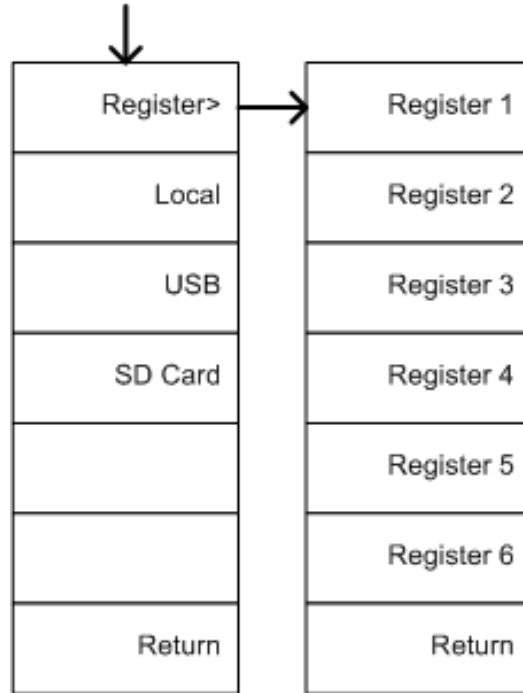 Register>
Local
USB
SD Card
Return
Register 1
Register 2
Register 3
Register 4
Register 5
Register 6
Return